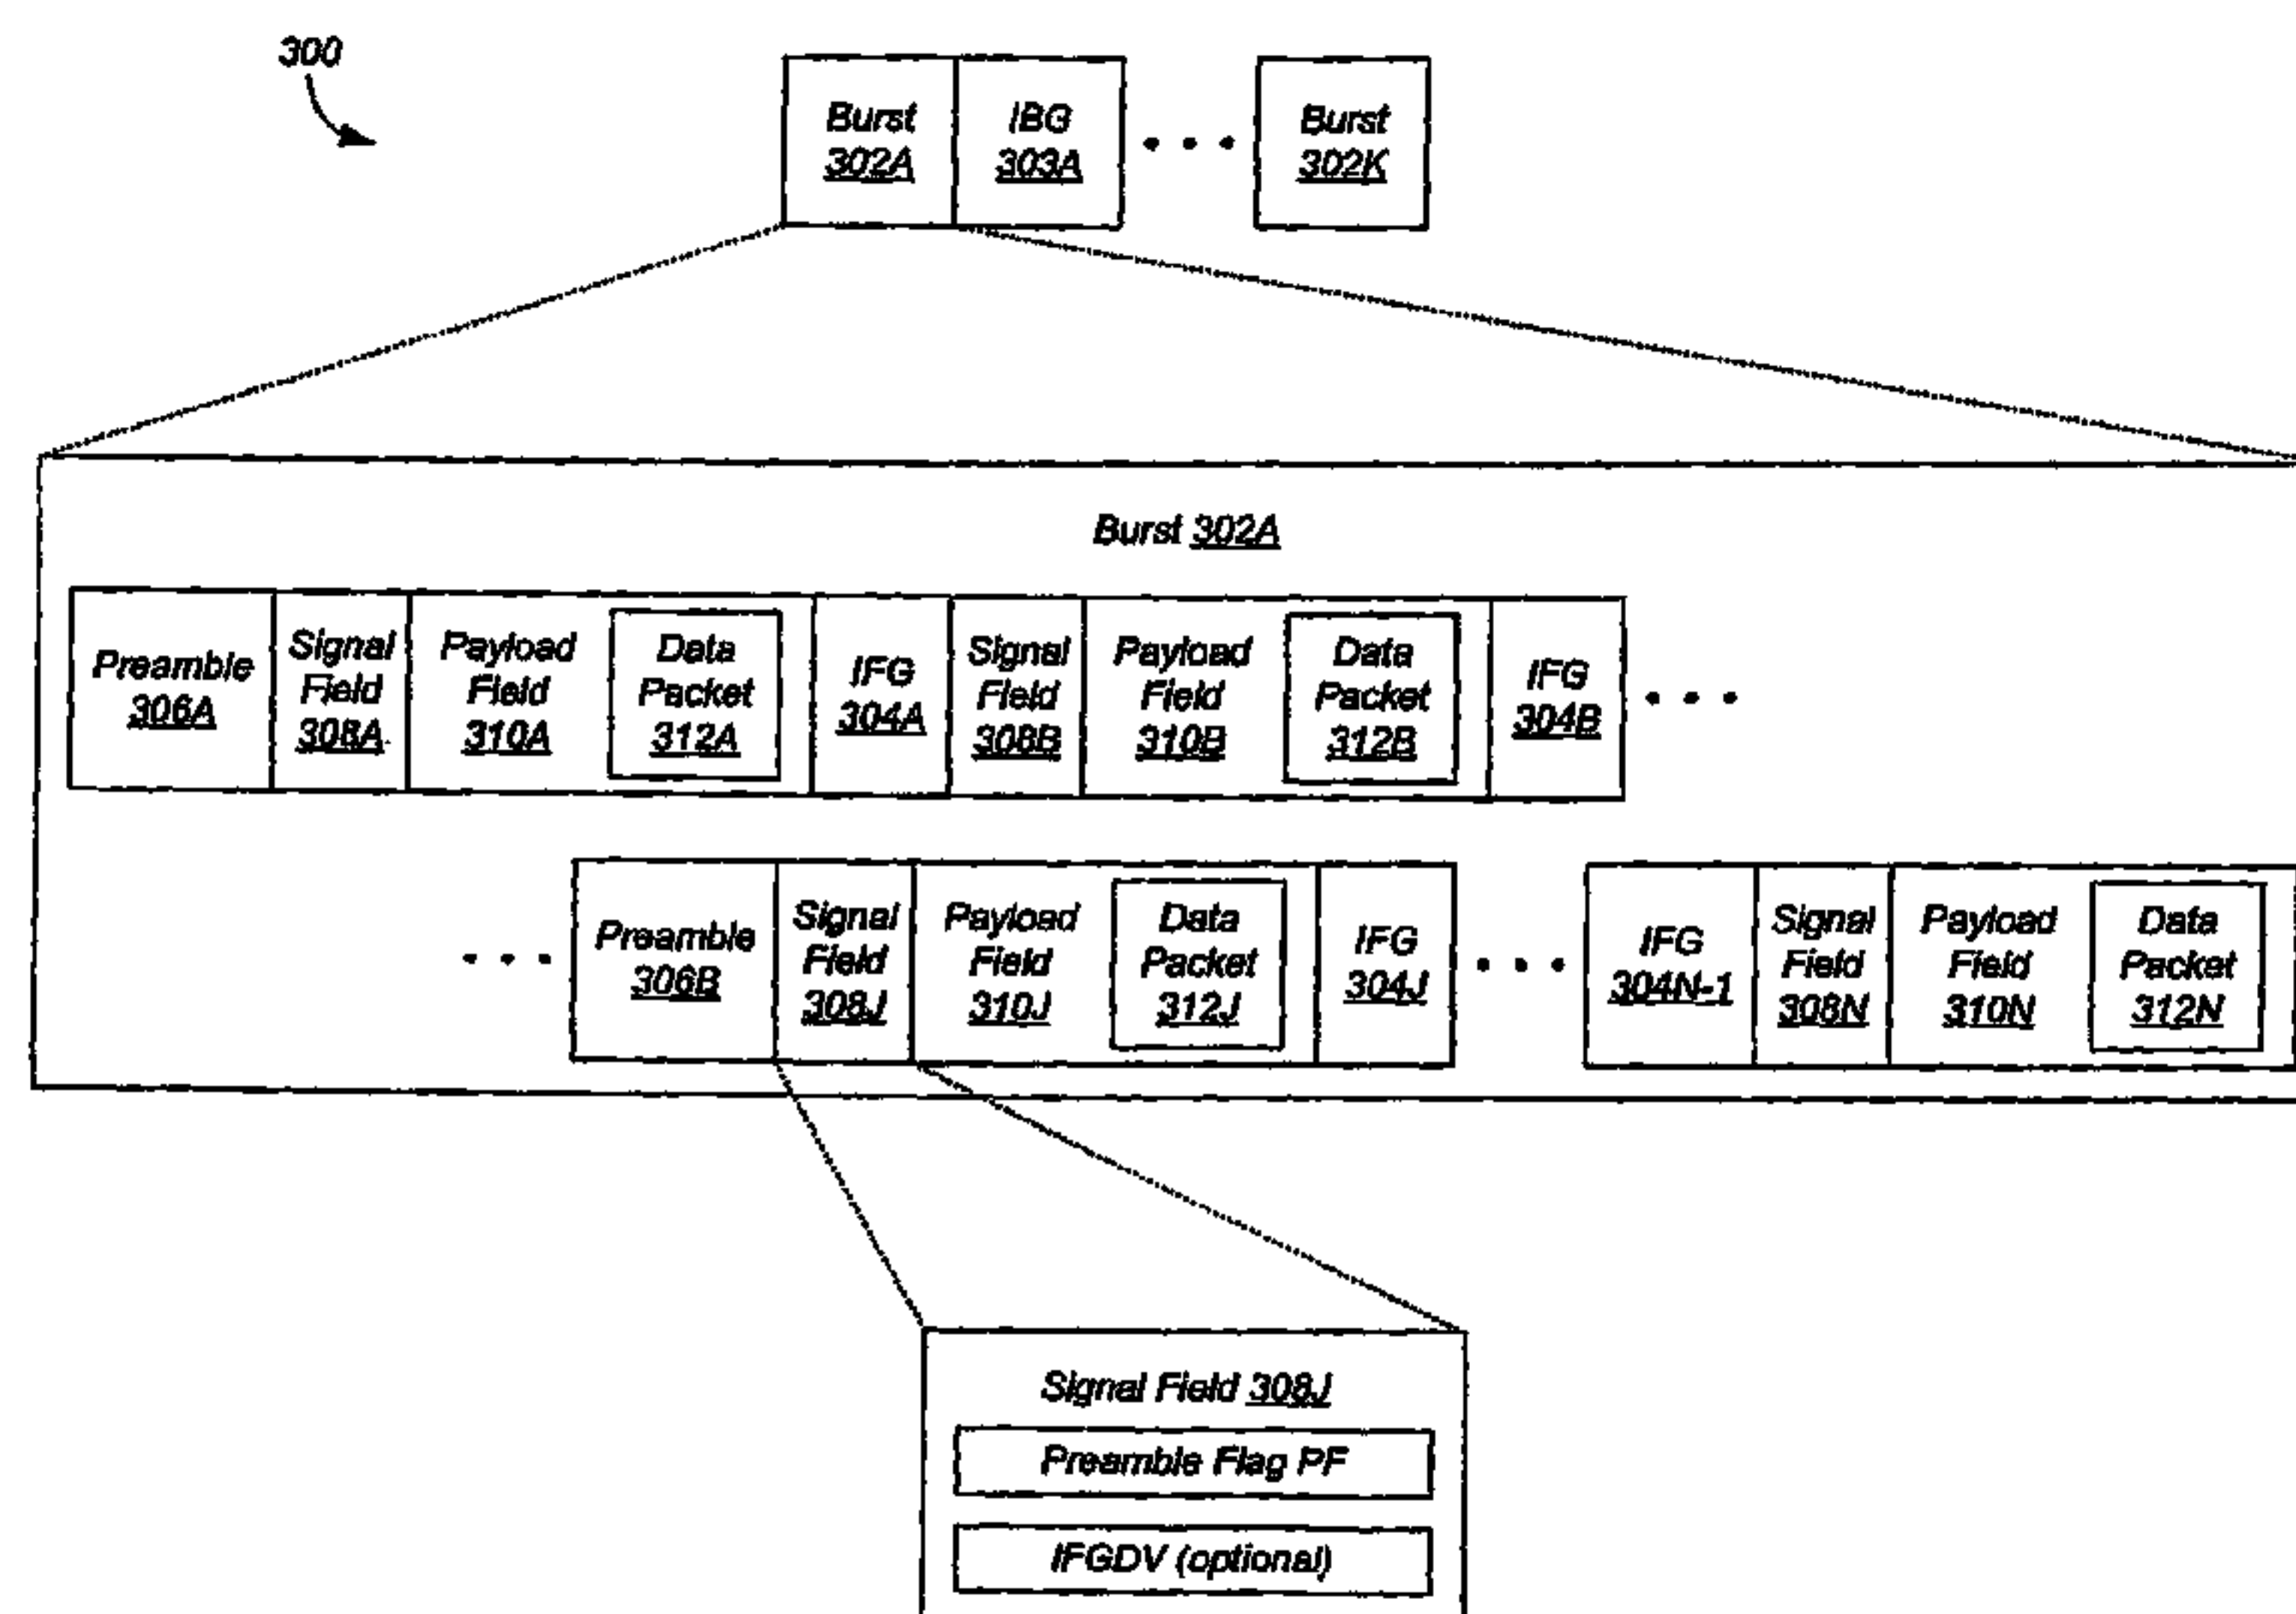 300
Burst
302A
IBG
303A
Burst
302K
Burst 302A
Preamble
306A
Signal
Field
308A
Payload
Field
310A
Data
Packet
312A
IFG
304A
Signal
Field
308B
Payload
Field
310B
Data
Packet
312B
IFG
304B
Preamble
306B
Signal
Field
308J
Payload
Field
310J
Data
Packet
312J
IFG
304J
IFG
304N-1
Signal
Field
308N
Payload
Field
310N
Data
Packet
312N
Signal Field 308J
Preamble Flag PF
IFGDV (optional)